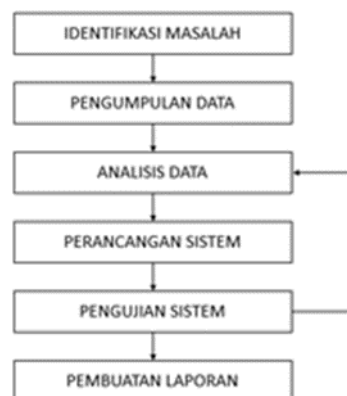 IDENTIFIKASI MASALAH
PENGUMPULAN DATA
ANALISIS DATA
PERANCANGAN SISTEM
PENGUJIAN SISTEM
PEMBUATAN LAPORAN